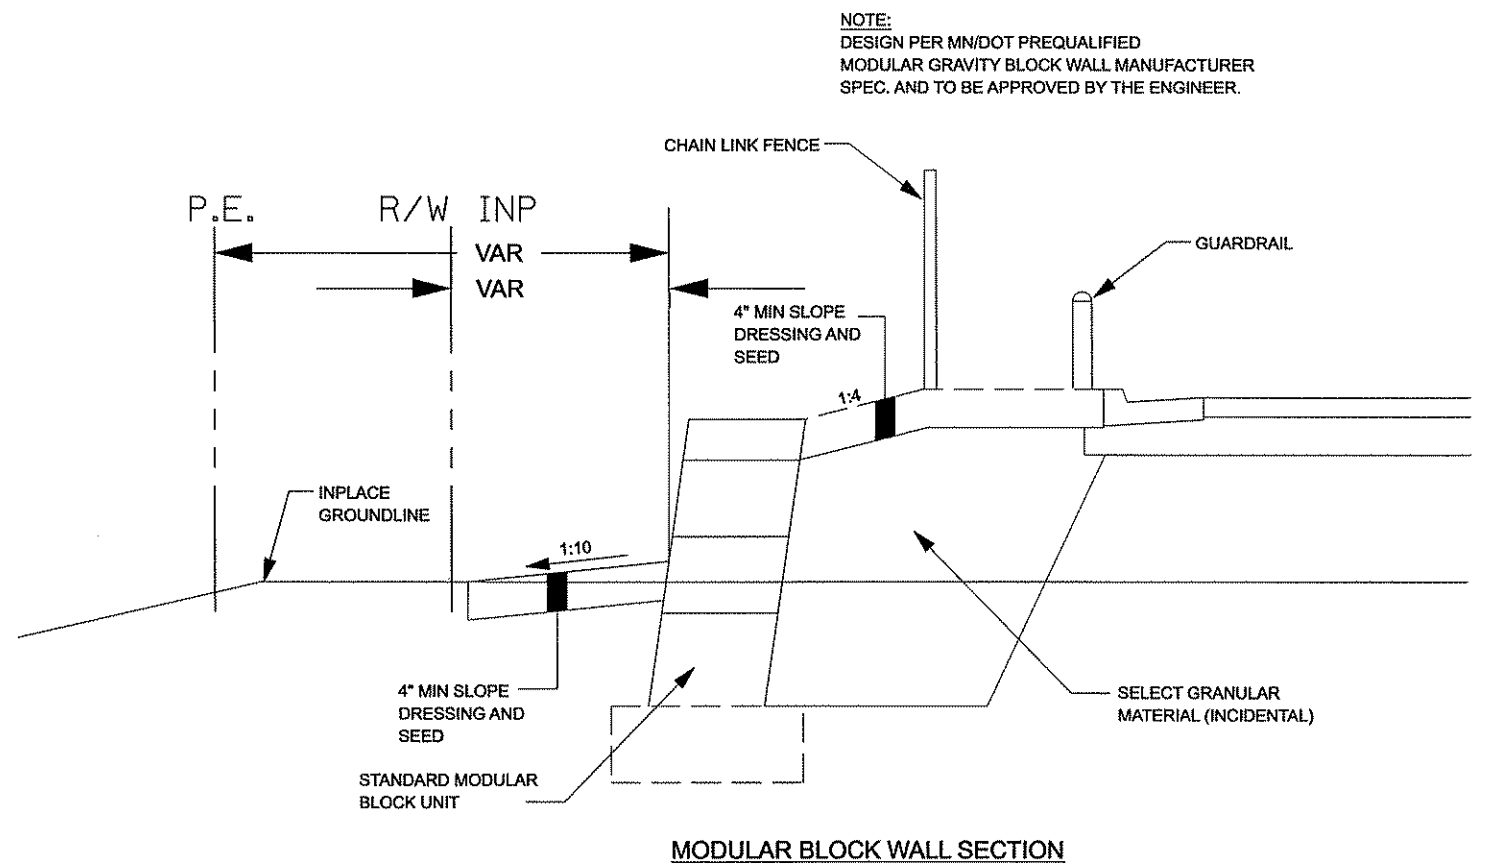 NOTE:
DESIGN PER MN/DOT PREQUALIFIED
MODULAR GRAVITY BLOCK WALL MANUFACTURER
SPEC. AND TO BE APPROVED BY THE ENGINEER.
CHAIN LINK FENCE
P.E.
R/W INP
VAR
VAR
GUARDRAIL
4" MIN SLOPE
DRESSING AND
SEED
1:4
INPLACE
GROUNDLINE
1:10
4" MIN SLOPE
DRESSING AND
SEED
SELECT GRANULAR
MATERIAL (INCIDENTAL)
STANDARD MODULAR
BLOCK UNIT
MODULAR BLOCK WALL SECTION